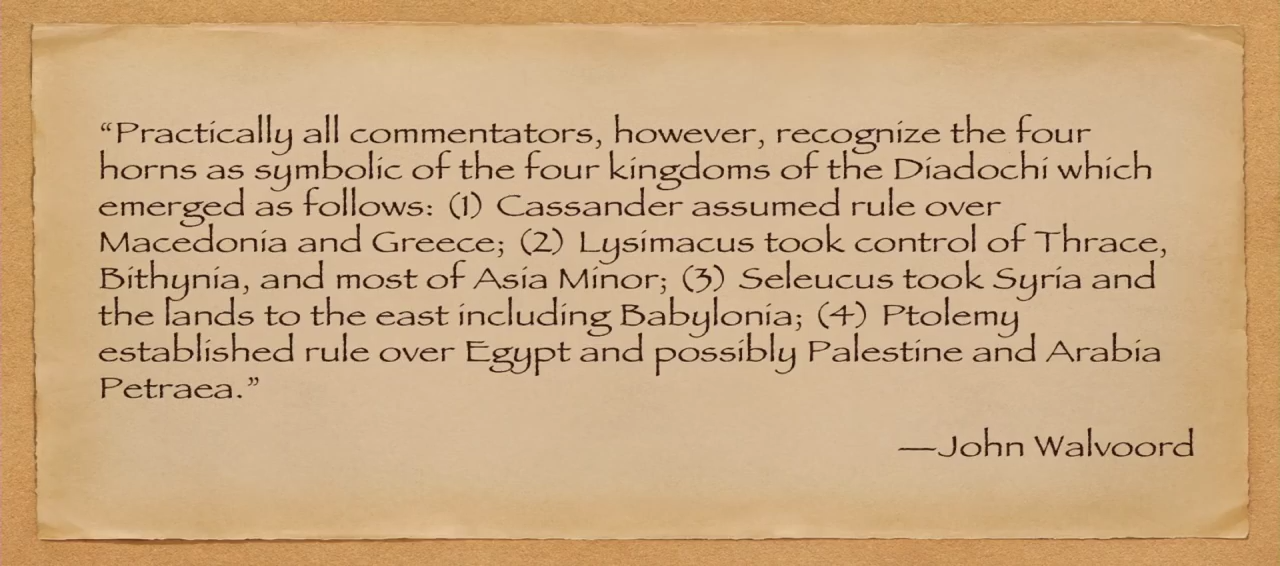 “Practically all commentators, however, recognize the four
horns as symbolic of the four kingdoms of the Diadochi which
emerged as follows: (1) Cassander assumed rule over
Macedonia and Greece; (2) Lysimacus took control of Thrace,
Bithynia, and most of Asia Minor; (3) Seleucus took Syria and
the lands to the east including Babylonia; (4) Ptolemy
established rule over Egypt and possibly Palestine and Arabia
Petraea.”
—John Walvoord